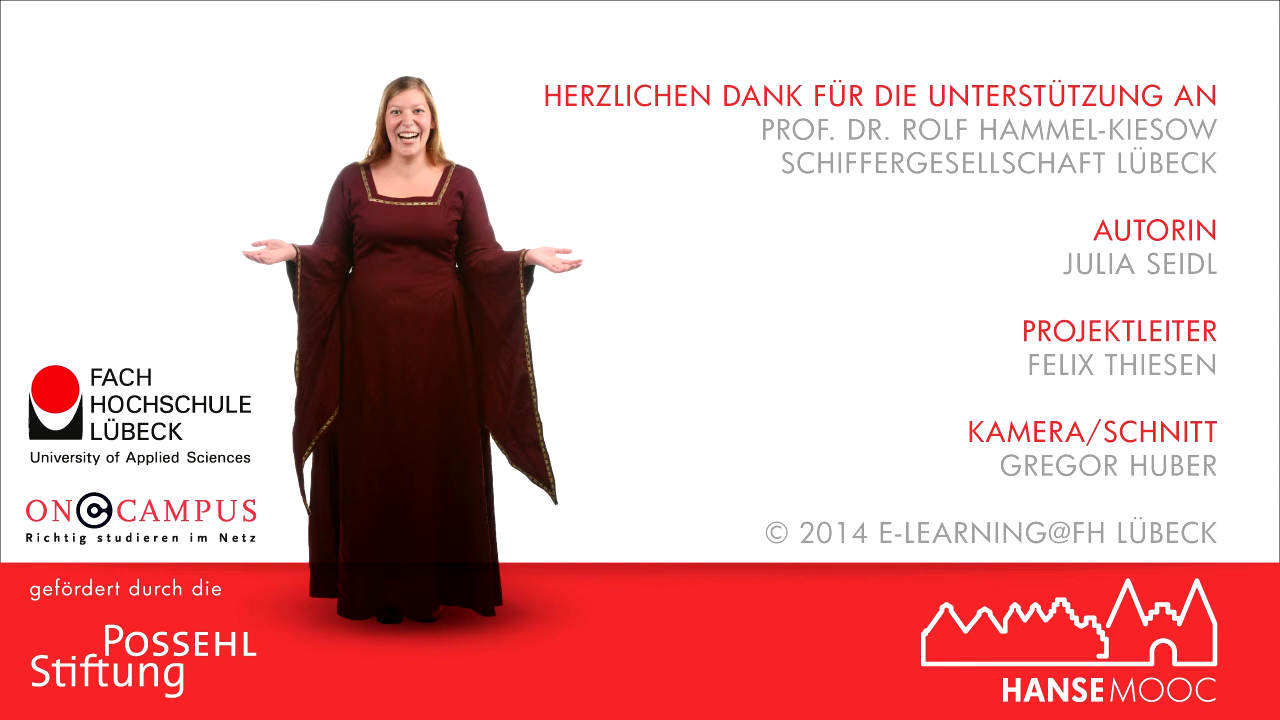 HERZLICHEN DANK FÜR DIE UNTERSTÜTZUNG AN
PROF. DR. ROLF HAMMEL-KIESOW
SCHIFFERGESELLSCHAFT LÜBECK
AUTORIN
JULIA SEIDL
PROJEKTLEITER
FELIX THIESEN
KAMERA/SCHNITT
GREGOR HUBER
© 2014 E-LEARNING@FH LÜBECK
FACH
HOCHSCHULE
LÜBECK
University of Applied Sciences
ONCAMPUS
Richtig studieren im Netz
gefördert durch die
POSSEHL
Stiftung
HANSEMOOC